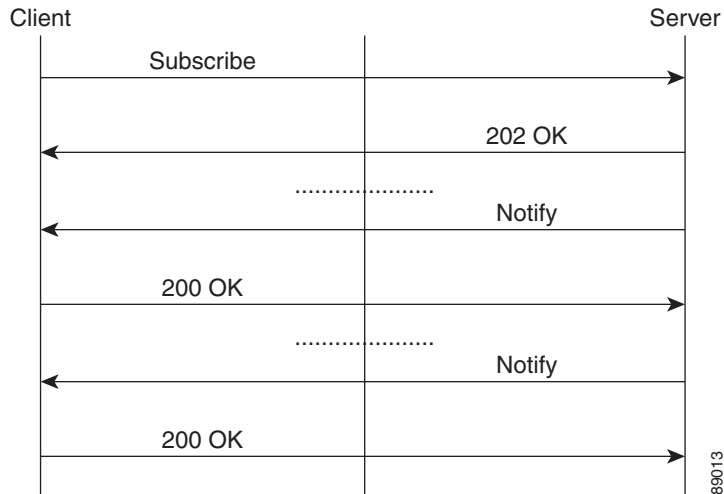 Client Server
Subscribe
202 OK
.....................
Notify
200 OK
.....................
Notify
200 OK
89013